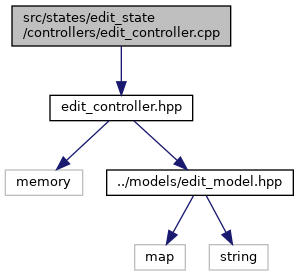 src/states/edit_state
/controllers/edit_controller.cpp
edit_controller.hpp
memory
../models/edit_model.hpp
map
string